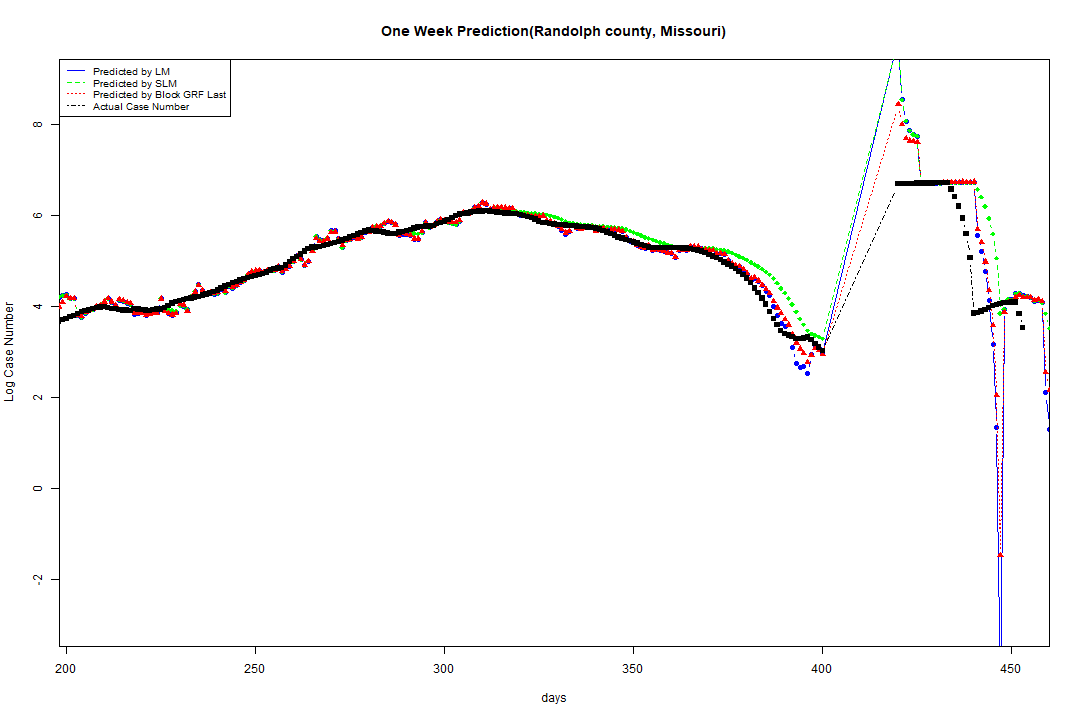 One Week Prediction(Randolph county, Missouri)
Predicted by LM
Predicted by SLM
Predicted by Block GRF Last
Actual Case Number
Log Case Number
8
6
4
2
0
-2
200 250 300 350 400 450
days